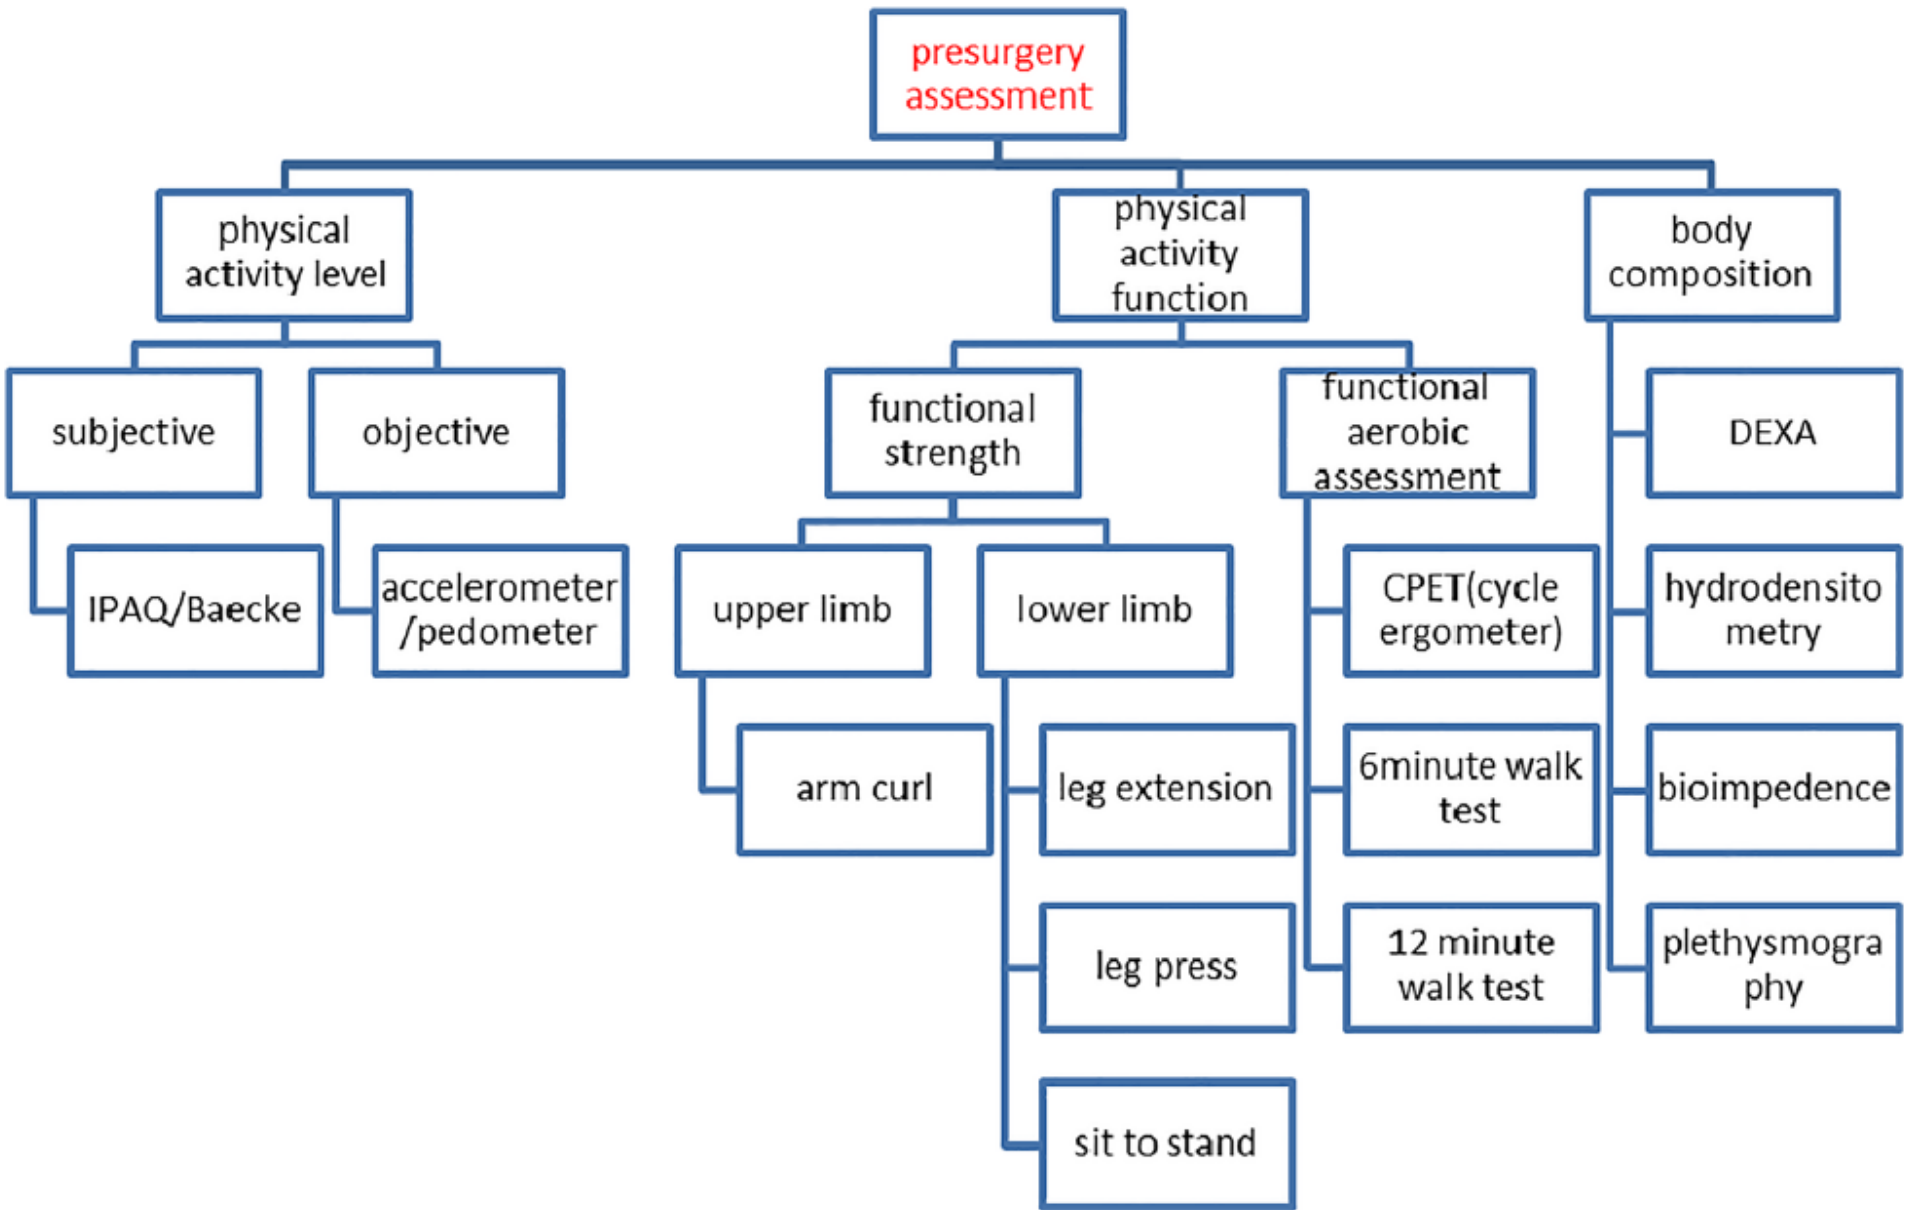 presurgery
assessment
physical
activity level
physical
activity
function
body
composition
subjective
objective
functional
strength
functional
aerobic
assessment
DEXA
IPAQ/Baecke
accelerometer
/pedometer
upper limb
lower limb
CPET(cycle
ergometer)
hydrodensito
metry
arm curl
leg extension
6minute walk
test
bioimpedence
leg press
12 minute
walk test
plethysmogra
phy
sit to stand